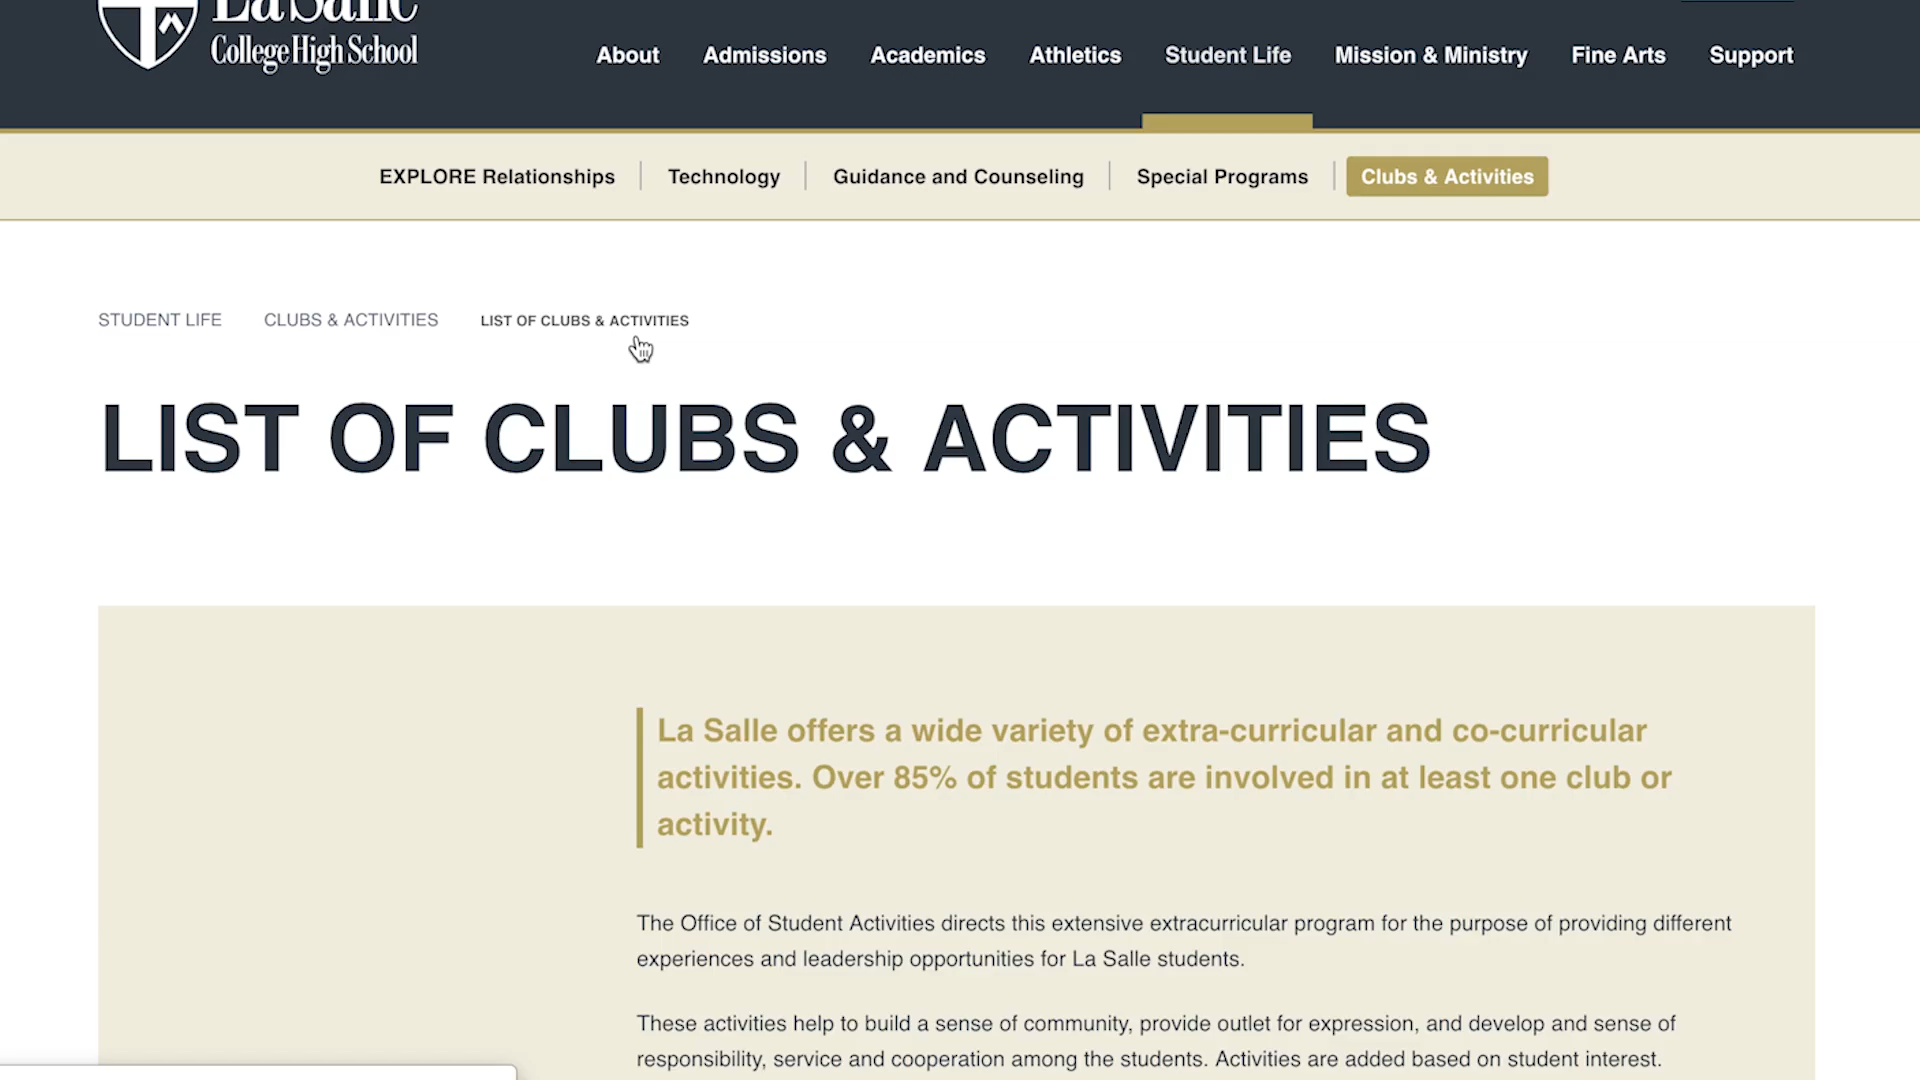 La Salle
College High School
About Admissions Academics Athletics Student Life Mission & Ministry Fine Arts Support
EXPLORE Relationships Technology Guidance and Counseling Special Programs Clubs & Activities
STUDENT LIFE CLUBS & ACTIVITIES LIST OF CLUBS & ACTIVITIES
LIST OF CLUBS & ACTIVITIES
La Salle offers a wide variety of extra-curricular and co-curricular
activities. Over 85% of students are involved in at least one club or
activity.
The Office of Student Activities directs this extensive extracurricular program for the purpose of providing different
experiences and leadership opportunities for La Salle students.
These activities help to build a sense of community, provide outlet for expression, and develop and sense of
responsibility, service and cooperation among the students. Activities are added based on student interest.